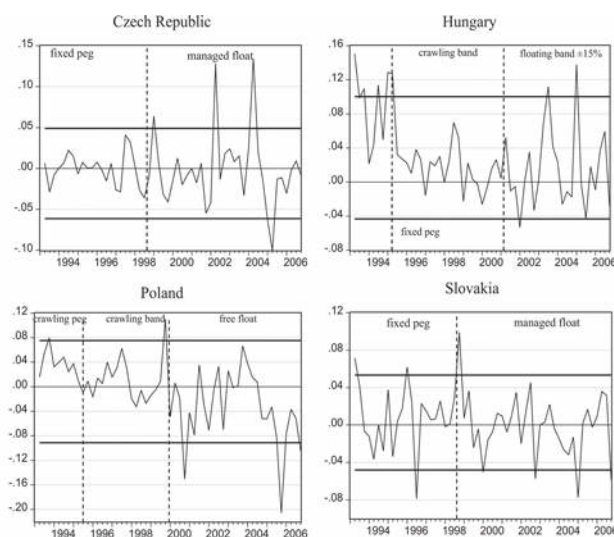 Czech Republic
fixed peg
managed float
.15
.10
.05
.00
-.05
-.10
1994 1996 1998 2000 2002 2004 2006
Hungary
crawling band
floating band ±15%
.16
.12
.08
.04
.00
-.04
-.08
fixed peg
1994 1996 1998 2000 2002 2004 2006
Poland
crawling peg
crawling band
free float
.12
.08
.04
.00
-.04
-.08
-.12
-.16
-.20
1994 1996 1998 2000 2002 2004 2006
Slovakia
fixed peg
managed float
.12
.08
.04
.00
-.04
-.08
1994 1996 1998 2000 2002 2004 2006